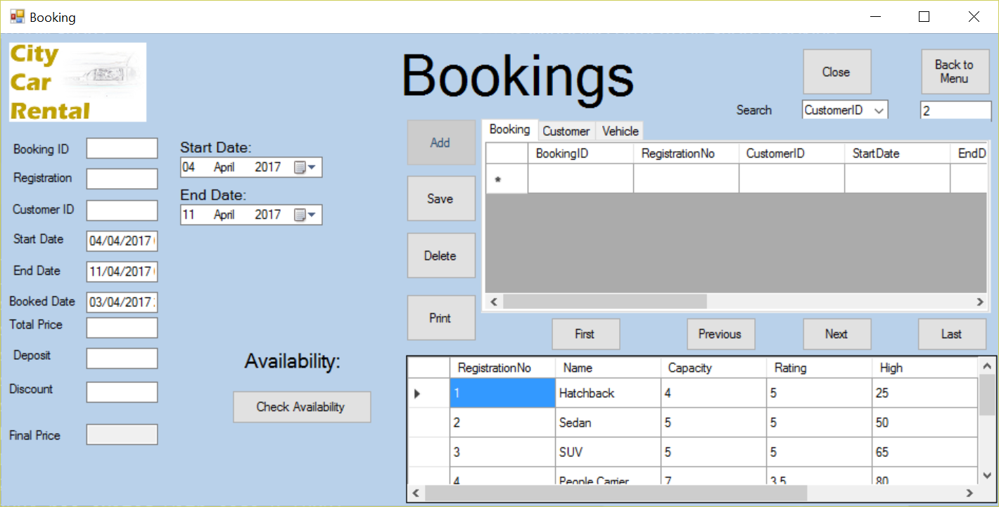 Booking
City
Car
Rental
Bookings
Close
Back to
Menu
Search
CustomerID
2
Booking ID
Registration
Customer ID
Start Date
04/04/2017
End Date
11/04/2017
Booked Date
03/04/2017
Total Price
Deposit
Discount
Final Price
Start Date:
04 April 2017
End Date:
11 April 2017
Availability:
Check Availability
Add
Save
Delete
Print
Booking Customer Vehicle
BookingID RegistrationNo CustomerID StartDate EndD
*
First Previous Next Last
RegistrationNo Name Capacity Rating High
1 Hatchback 4 5 25
2 Sedan 5 5 50
3 SUV 5 5 65
4 People Carrier 7 3.5 80